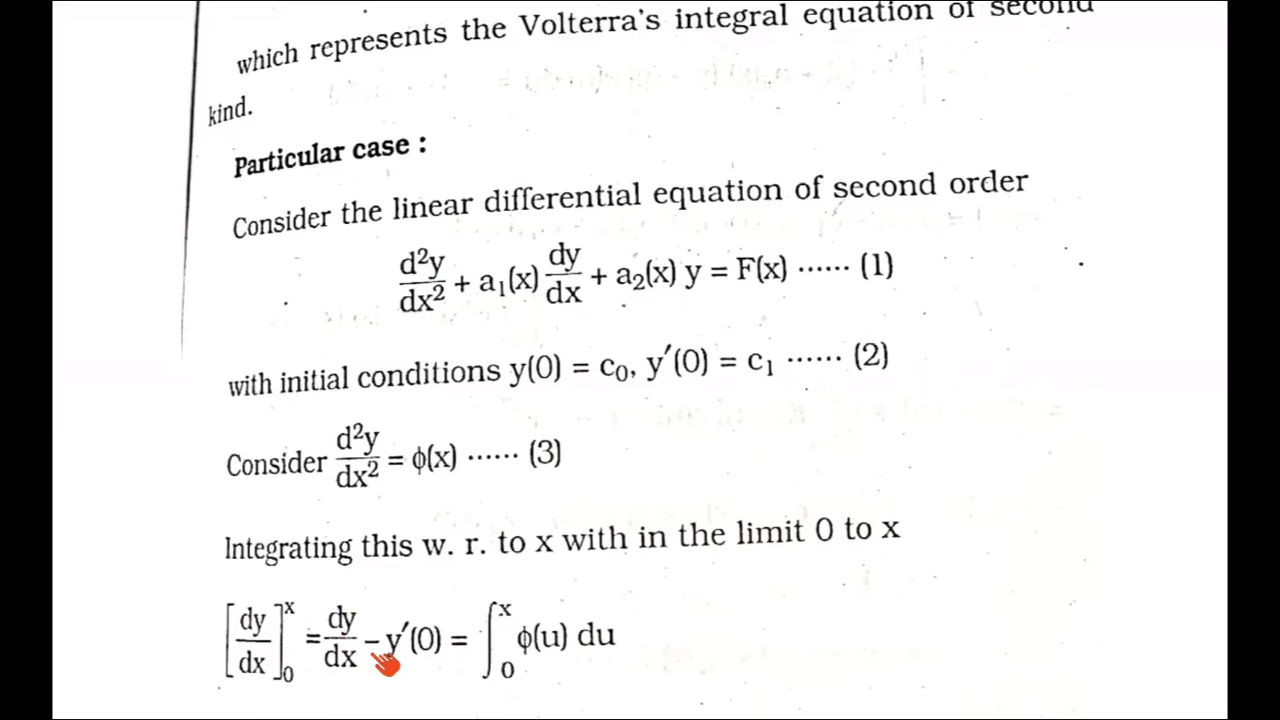 which represents the Volterra's integral equation of second
kind.
Particular case :
Consider the linear differential equation of second order
d²y/dx² + a₁(x) dy/dx + a₂(x) y = F(x) ...... (1)
with initial conditions y(0) = c₀, y′(0) = c₁ ...... (2)
Consider d²y/dx² = ϕ(x) ...... (3)
Integrating this w. r. to x with in the limit 0 to x
[dy/dx]₀ˣ = dy/dx − y′(0) = ∫₀ˣ ϕ(u) du